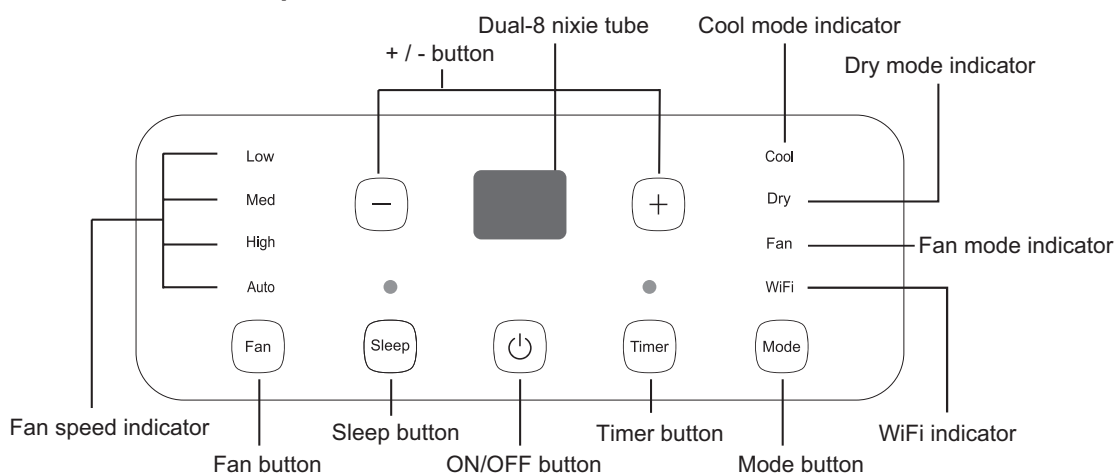 Dual-8 nixie tube
Cool mode indicator
+ / - button
Dry mode indicator
Low
Cool
Med
Dry
High
Fan
Fan mode indicator
Auto
WiFi
Fan
Sleep
Timer
Mode
Fan speed indicator
Sleep button
Timer button
WiFi indicator
Fan button
ON/OFF button
Mode button